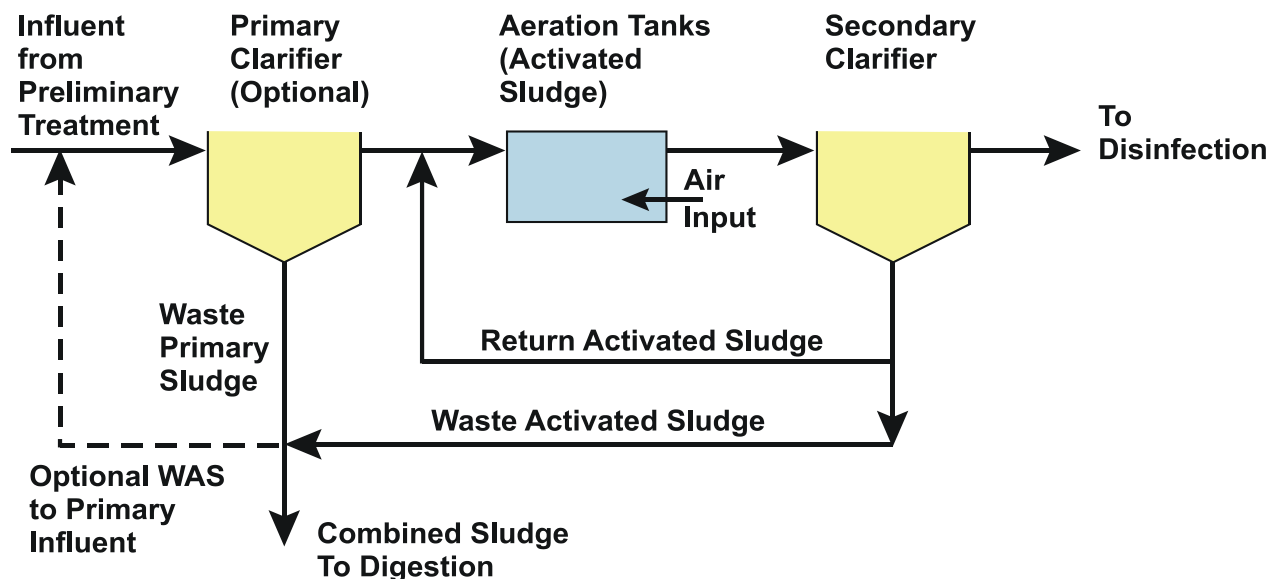 Influent
from
Preliminary
Treatment
Primary
Clarifier
(Optional)
Aeration Tanks
(Activated
Sludge)
Secondary
Clarifier
To
Disinfection
Air
Input
Waste
Primary
Sludge
Return Activated Sludge
Waste Activated Sludge
Optional WAS
to Primary
Influent
Combined Sludge
To Digestion